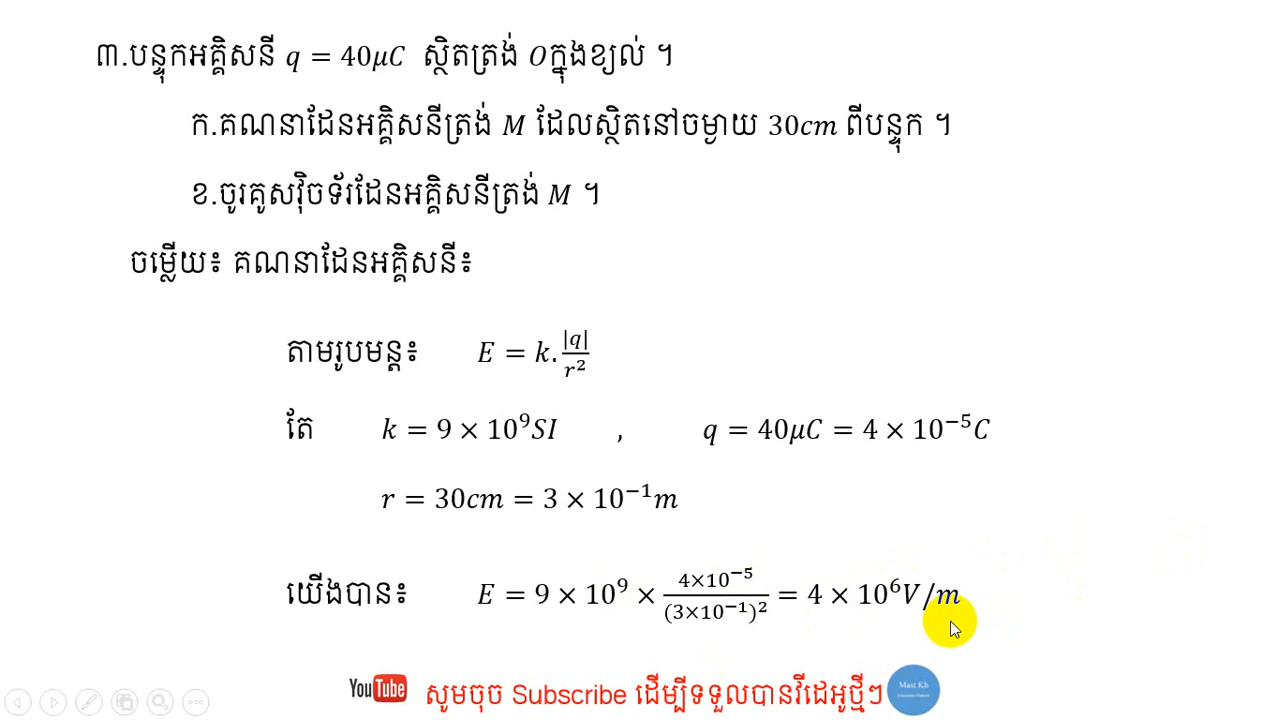 ៣.បន្ទុកអគ្គិសនី q = 40μC ស្ថិតត្រង់ Oក្នុងខ្យល់ ។
ក.គណនាដែនអគ្គិសនីត្រង់ M ដែលស្ថិតនៅចម្ងាយ 30cm ពីបន្ទុក ។
ខ.ចូរគូសវ៉ិចទ័រដែនអគ្គិសនីត្រង់ M ។
ចម្លើយ៖ គណនាដែនអគ្គិសនី៖
តាមរូបមន្ត៖ E = k.|q|/r²
តែ k = 9 × 10⁹SI , q = 40μC = 4 × 10⁻⁵C
r = 30cm = 3 × 10⁻¹m
យើងបាន៖ E = 9 × 10⁹ × 4×10⁻⁵/(3×10⁻¹)² = 4 × 10⁶V/m
YouTube សូមចុច Subscribe ដើម្បីទទួលបានវីដេអូថ្មីៗ Mast Kh